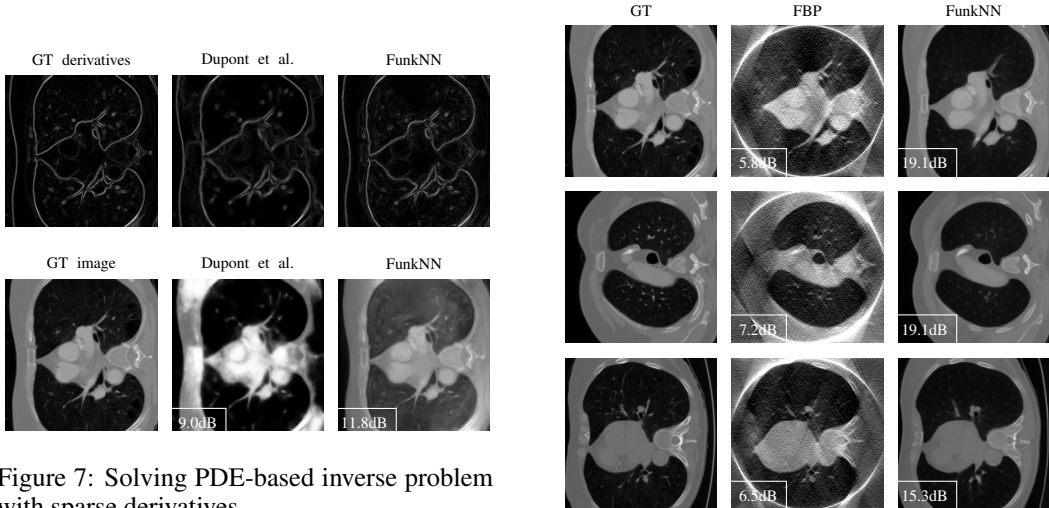 GT derivatives Dupont et al. FunkNN
GT image Dupont et al. FunkNN
9.0dB 11.8dB
Figure 7: Solving PDE-based inverse problem
with sparse derivatives
GT FBP FunkNN
5.8dB 19.1dB
7.2dB 19.1dB
6.5dB 15.3dB